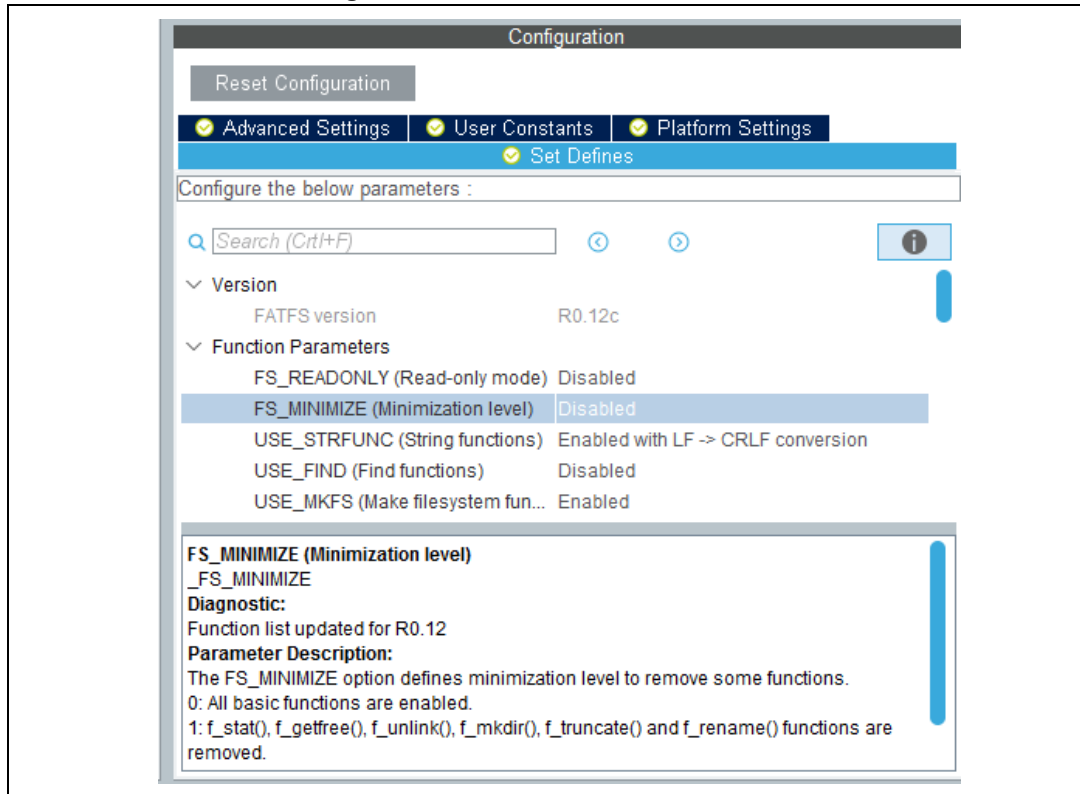 Configuration
Reset Configuration
Advanced Settings User Constants Platform Settings
Set Defines
Configure the below parameters :
Search (Crtl+F)
Version
FATFS version R0.12c
Function Parameters
FS_READONLY (Read-only mode) Disabled
FS_MINIMIZE (Minimization level) Disabled
USE_STRFUNC (String functions) Enabled with LF -> CRLF conversion
USE_FIND (Find functions) Disabled
USE_MKFS (Make filesystem fun... Enabled
FS_MINIMIZE (Minimization level)
_FS_MINIMIZE
Diagnostic:
Function list updated for R0.12
Parameter Description:
The FS_MINIMIZE option defines minimization level to remove some functions.
0: All basic functions are enabled.
1: f_stat(), f_getfree(), f_unlink(), f_mkdir(), f_truncate() and f_rename() functions are
removed.